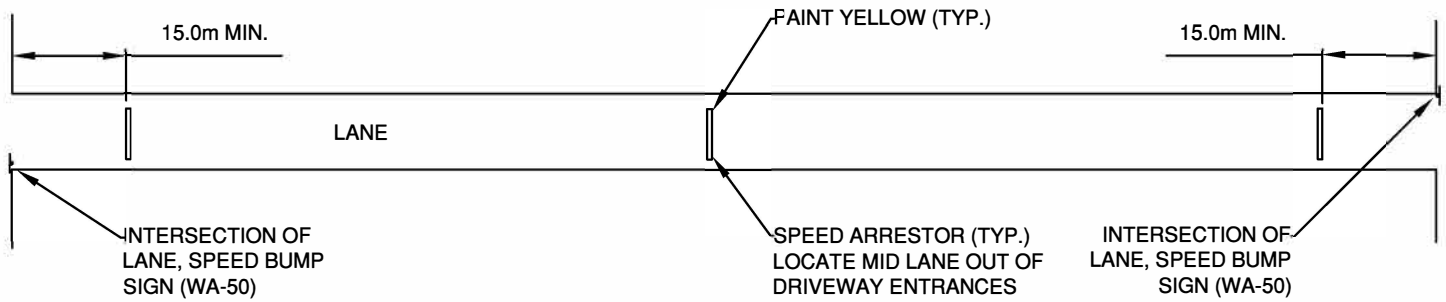 15.0m MIN.
PAINT YELLOW (TYP.)
15.0m MIN.
LANE
INTERSECTION OF
LANE, SPEED BUMP
SIGN (WA-50)
SPEED ARRESTOR (TYP.)
LOCATE MID LANE OUT OF
DRIVEWAY ENTRANCES
INTERSECTION OF
LANE, SPEED BUMP
SIGN (WA-50)